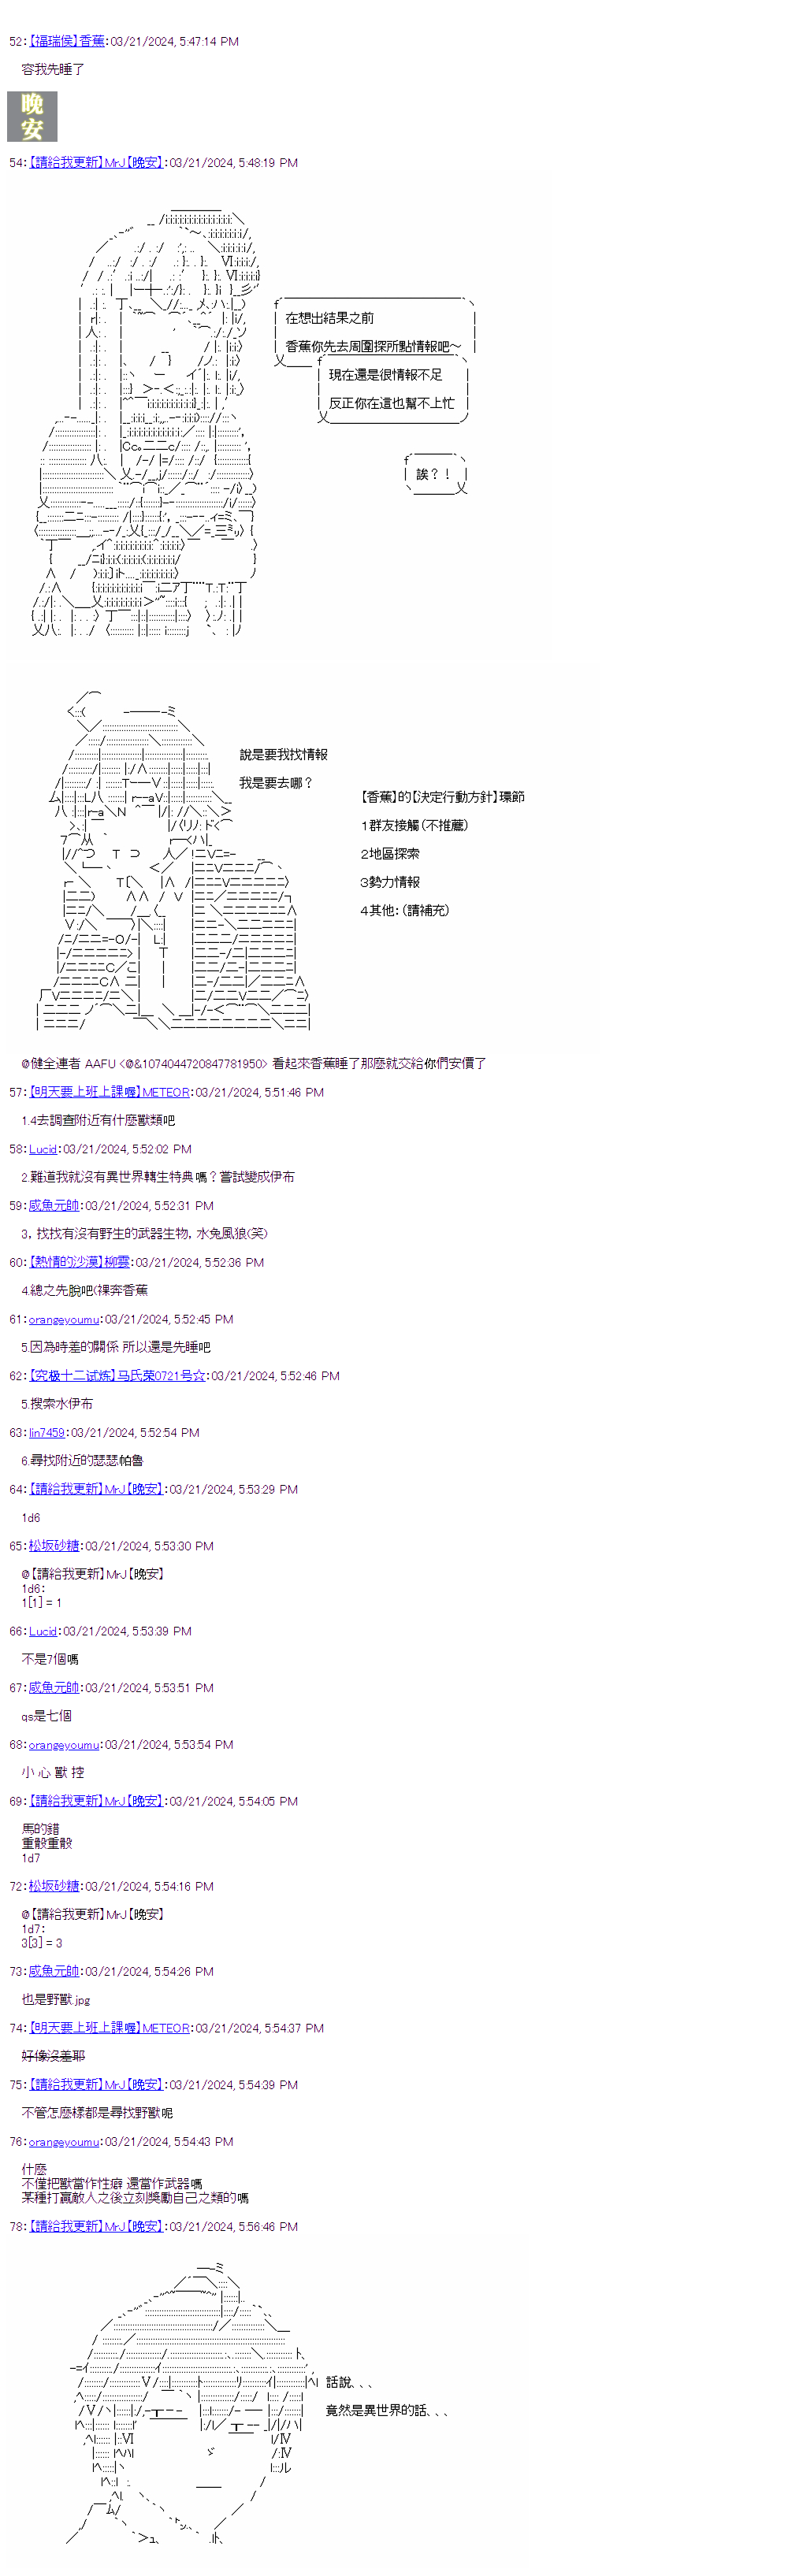 52:【福瑞侯】香蕉:03/21/2024, 5:47:14 PM
容我先睡了
晚
安
54:【請給我更新】MrJ【晚安】:03/21/2024, 5:48:19 PM
在想出結果之前
香蕉你先去周圍探所點情報吧～
現在還是很情報不足
反正你在這也幫不上忙
誒？！
說是要我找情報
我是要去哪？
【香蕉】的【決定行動方針】環節
1群友接觸（不推薦）
2地區探索
3勢力情報
4其他：（請補充）
@健全連者 AAFU <@&1074044720847781950> 看起來香蕉睡了那麼就交給你們安價了
57:【明天要上班上課喔】METEOR:03/21/2024, 5:51:46 PM
1.4去調查附近有什麼獸類吧
58:Lucid:03/21/2024, 5:52:02 PM
2.難道我就沒有異世界轉生特典嗎？嘗試變成伊布
59:咸魚元帥:03/21/2024, 5:52:31 PM
3，找找有沒有野生的武器生物，水兔風狼(笑)
60:【熱情的沙漠】柳雲:03/21/2024, 5:52:36 PM
4.總之先脫吧(裸奔香蕉
61:orangeyoumu:03/21/2024, 5:52:45 PM
5.因為時差的關係 所以還是先睡吧
62:【究极十二试炼】马氏荣0721号☆:03/21/2024, 5:52:46 PM
5.搜索水伊布
63:lin7459:03/21/2024, 5:52:54 PM
6.尋找附近的瑟瑟帕魯
64:【請給我更新】MrJ【晚安】:03/21/2024, 5:53:29 PM
1d6
65:松坂砂糖:03/21/2024, 5:53:30 PM
@【請給我更新】MrJ【晚安】
1d6:
1[1] = 1
66:Lucid:03/21/2024, 5:53:39 PM
不是7個嗎
67:咸魚元帥:03/21/2024, 5:53:51 PM
qs是七個
68:orangeyoumu:03/21/2024, 5:53:54 PM
小 心 獸 控
69:【請給我更新】MrJ【晚安】:03/21/2024, 5:54:05 PM
馬的錯
重骰重骰
1d7
72:松坂砂糖:03/21/2024, 5:54:16 PM
@【請給我更新】MrJ【晚安】
1d7:
3[3] = 3
73:咸魚元帥:03/21/2024, 5:54:26 PM
也是野獸.jpg
74:【明天要上班上課喔】METEOR:03/21/2024, 5:54:37 PM
好像沒差耶
75:【請給我更新】MrJ【晚安】:03/21/2024, 5:54:39 PM
不管怎麼樣都是尋找野獸呢
76:orangeyoumu:03/21/2024, 5:54:43 PM
什麼
不僅把獸當作性癖 還當作武器嗎
某種打贏敵人之後立刻獎勵自己之類的嗎
78:【請給我更新】MrJ【晚安】:03/21/2024, 5:56:46 PM
話說、、、
竟然是異世界的話、、、